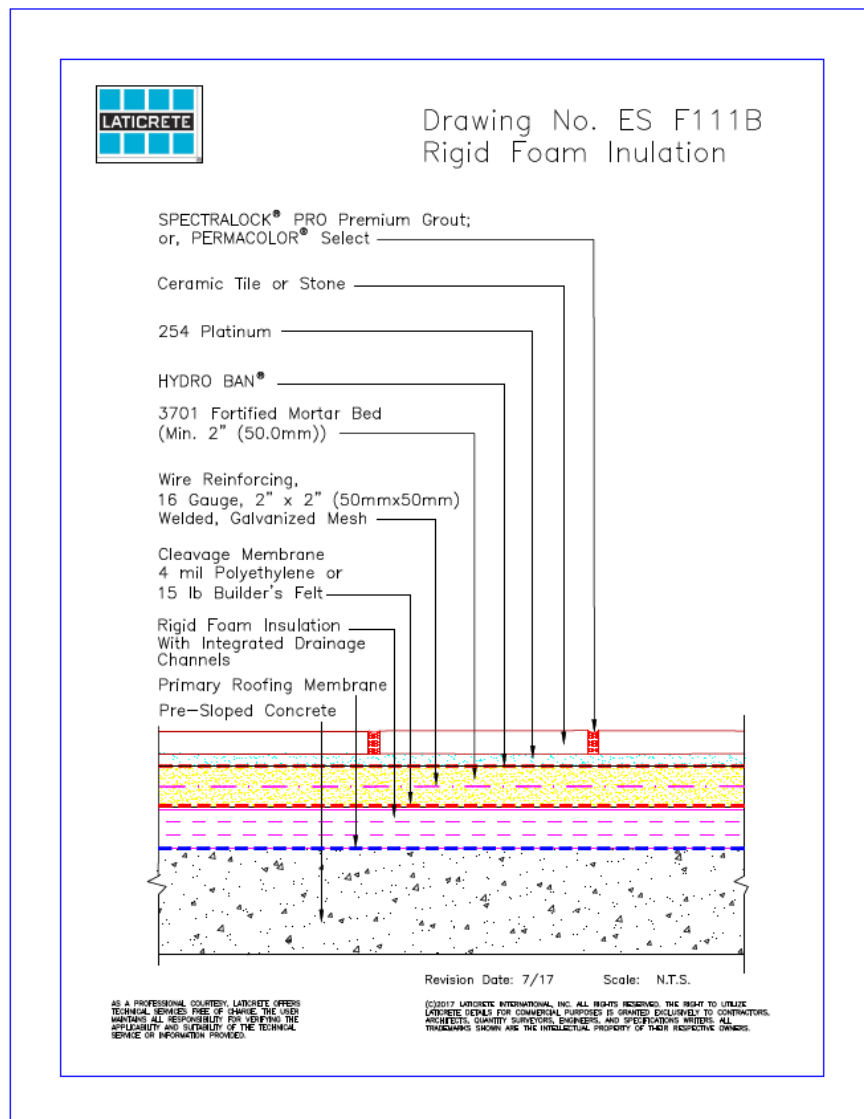 LATICRETE
®
Drawing No. ES F111B
Rigid Foam Inulation
SPECTRALOCK® PRO Premium Grout;
or, PERMACOLOR® Select
Ceramic Tile or Stone
254 Platinum
HYDRO BAN®
3701 Fortified Mortar Bed
(Min. 2” (50.0mm))
Wire Reinforcing,
16 Gauge, 2” x 2” (50mmx50mm)
Welded, Galvanized Mesh
Cleavage Membrane
4 mil Polyethylene or
15 lb Builder's Felt
Rigid Foam Insulation
With Integrated Drainage
Channels
Primary Roofing Membrane
Pre-Sloped Concrete
Revision Date: 7/17 Scale: N.T.S.
AS A PROFESSIONAL COURTESY, LATICRETE OFFERS
TECHNICAL SERVICES FREE OF CHARGE. THE USER
MAINTAINS ALL RESPONSIBILITY FOR VERIFYING THE
APPLICABILITY AND SUITABILITY OF THE TECHNICAL
SERVICE OR INFORMATION PROVIDED.
(C)2017 LATICRETE INTERNATIONAL, INC. ALL RIGHTS RESERVED. THE RIGHT TO UTILIZE
LATICRETE DETAILS FOR COMMERCIAL PURPOSES IS GRANTED EXCLUSIVELY TO CONTRACTORS,
ARCHITECTS, QUANTITY SURVEYORS, ENGINEERS, AND SPECIFICATIONS WRITERS. ALL
TRADEMARKS SHOWN ARE THE INTELLECTUAL PROPERTY OF THEIR RESPECTIVE OWNERS.